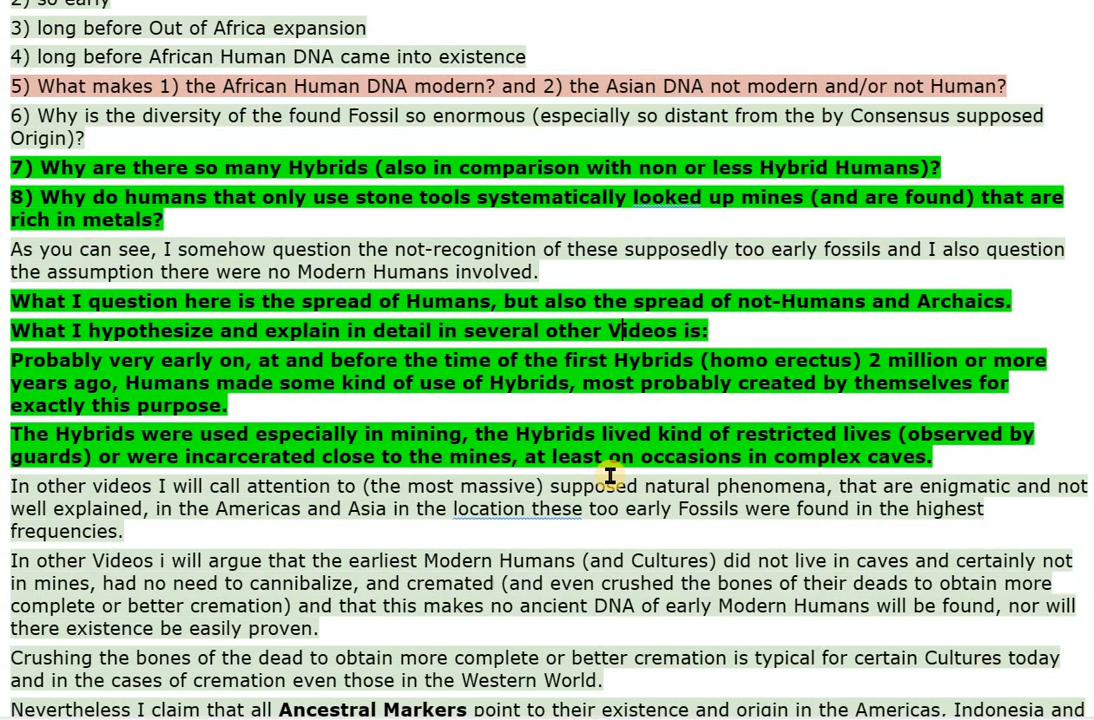 2) so early
3) long before Out of Africa expansion
4) long before African Human DNA came into existence
5) What makes 1) the African Human DNA modern? and 2) the Asian DNA not modern and/or not Human?
6) Why is the diversity of the found Fossil so enormous (especially so distant from the by Consensus supposed
Origin)?
7) Why are there so many Hybrids (also in comparison with non or less Hybrid Humans)?
8) Why do humans that only use stone tools systematically looked up mines (and are found) that are
rich in metals?
As you can see, I somehow question the not-recognition of these supposedly too early fossils and I also question
the assumption there were no Modern Humans involved.
What I question here is the spread of Humans, but also the spread of not-Humans and Archaics.
What I hypothesize and explain in detail in several other Videos is:
Probably very early on, at and before the time of the first Hybrids (homo erectus) 2 million or more
years ago, Humans made some kind of use of Hybrids, most probably created by themselves for
exactly this purpose.
The Hybrids were used especially in mining, the Hybrids lived kind of restricted lives (observed by
guards) or were incarcerated close to the mines, at least on occasions in complex caves.
In other videos I will call attention to (the most massive) supposed natural phenomena, that are enigmatic and not
well explained, in the Americas and Asia in the location these too early Fossils were found in the highest
frequencies.
In other Videos i will argue that the earliest Modern Humans (and Cultures) did not live in caves and certainly not
in mines, had no need to cannibalize, and cremated (and even crushed the bones of their deads to obtain more
complete or better cremation) and that this makes no ancient DNA of early Modern Humans will be found, nor will
there existence be easily proven.
Crushing the bones of the dead to obtain more complete or better cremation is typical for certain Cultures today
and in the cases of cremation even those in the Western World.
Nevertheless I claim that all Ancestral Markers point to their existence and origin in the Americas, Indonesia and